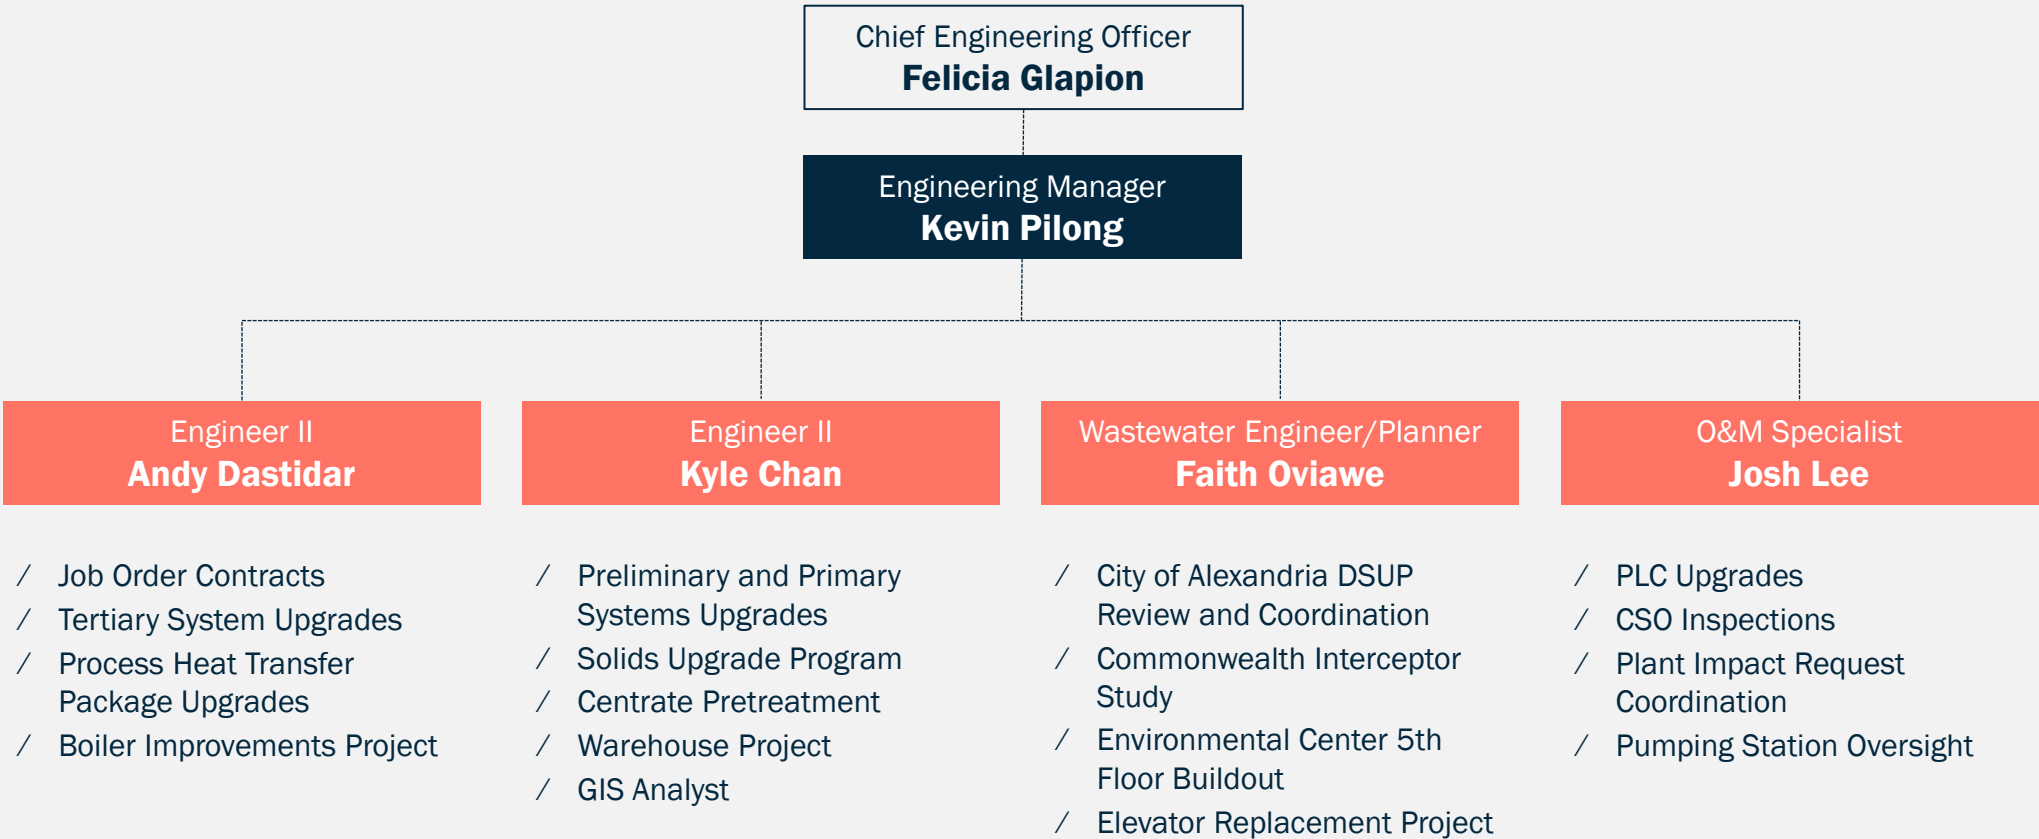 Chief Engineering Officer
Felicia Glapion
Engineering Manager
Kevin Pilong
Engineer II
Andy Dastidar
/ Job Order Contracts
/ Tertiary System Upgrades
/ Process Heat Transfer
Package Upgrades
/ Boiler Improvements Project
Engineer II
Kyle Chan
/ Preliminary and Primary
Systems Upgrades
/ Solids Upgrade Program
/ Centrate Pretreatment
/ Warehouse Project
/ GIS Analyst
Wastewater Engineer/Planner
Faith Oviawe
/ City of Alexandria DSUP
Review and Coordination
/ Commonwealth Interceptor
Study
/ Environmental Center 5th
Floor Buildout
/ Elevator Replacement Project
O&M Specialist
Josh Lee
/ PLC Upgrades
/ CSO Inspections
/ Plant Impact Request
Coordination
/ Pumping Station Oversight